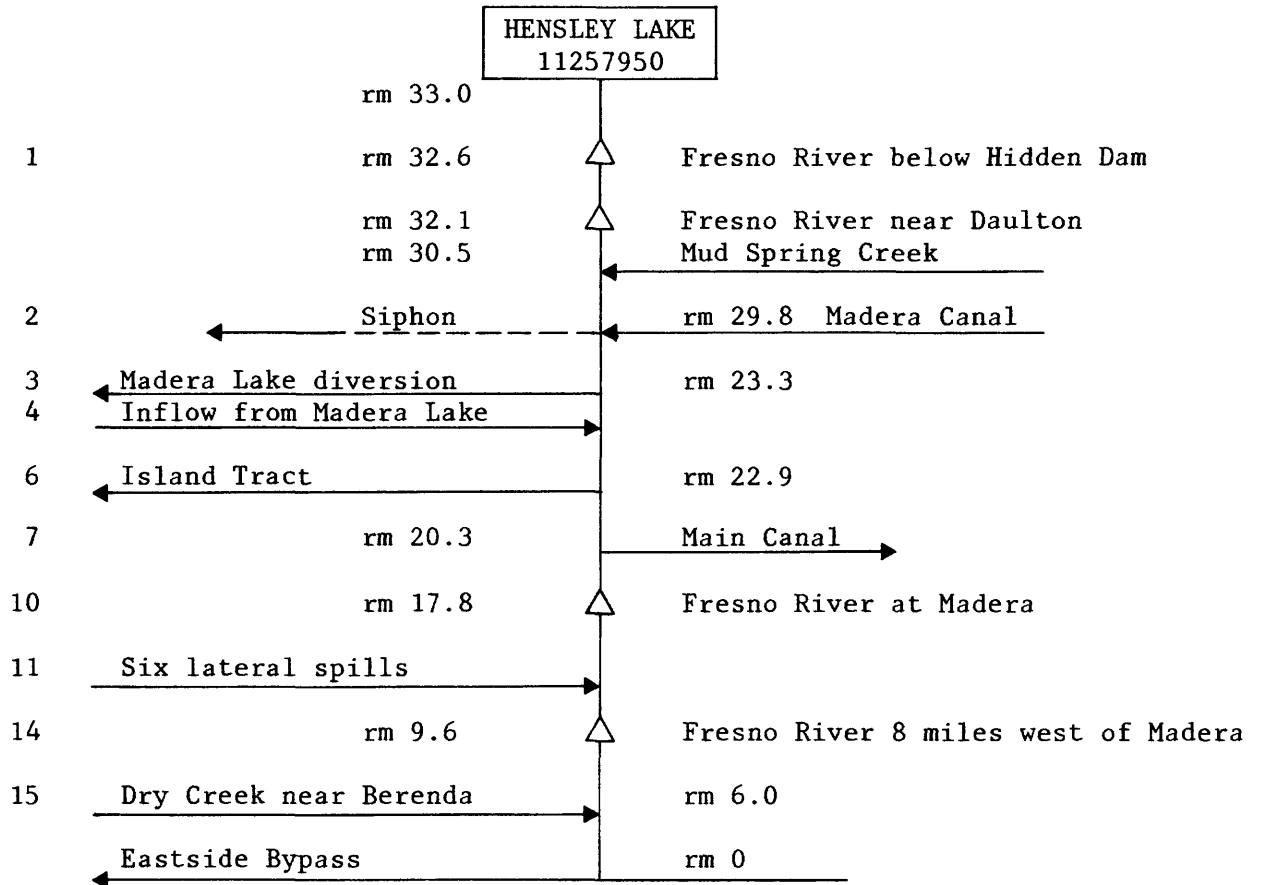 HENSLEY LAKE
11257950
rm 33.0
1 rm 32.6 Fresno River below Hidden Dam
rm 32.1 Fresno River near Daulton
rm 30.5 Mud Spring Creek
2 Siphon rm 29.8 Madera Canal
3 Madera Lake diversion rm 23.3
4 Inflow from Madera Lake
6 Island Tract rm 22.9
7 rm 20.3 Main Canal
10 rm 17.8 Fresno River at Madera
11 Six lateral spills
14 rm 9.6 Fresno River 8 miles west of Madera
15 Dry Creek near Berenda rm 6.0
Eastside Bypass rm 0